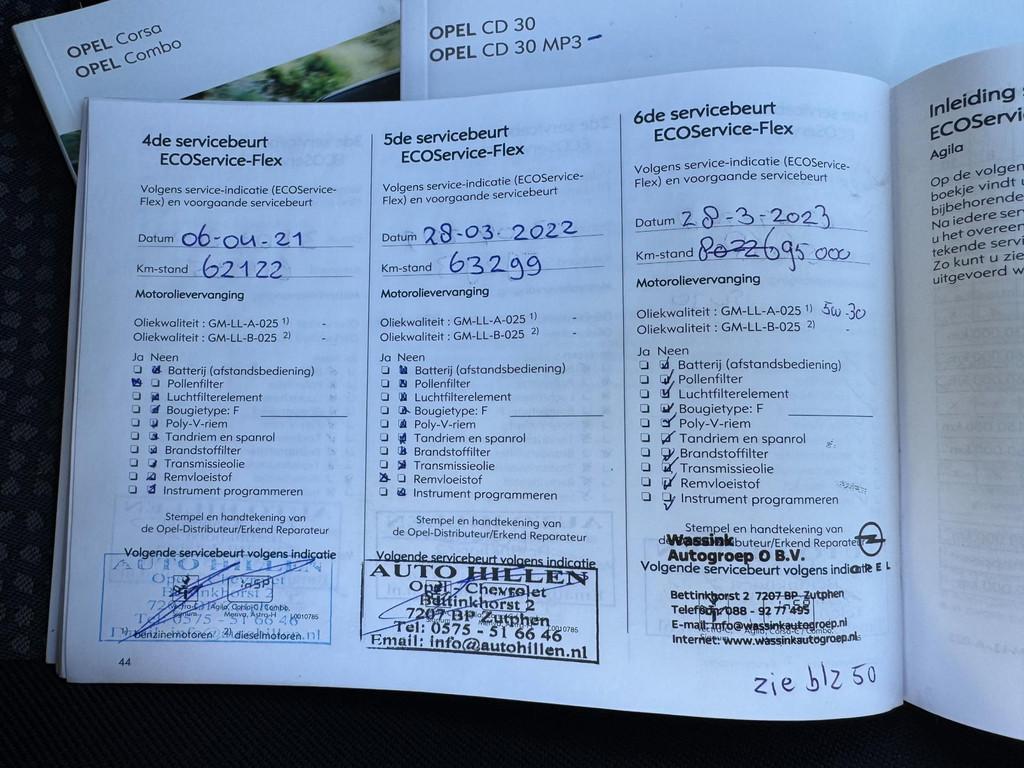 OPEL Corsa
OPEL Combo
OPEL CD 30
OPEL CD 30 MP3
4de servicebeurt
ECOService-Flex
Volgens service-indicatie (ECOService-
Flex) en voorgaande servicebeurt
Datum 06-04-21
Km-stand 62122
Motorolievervanging
Oliekwaliteit : GM-LL-A-025 1) -
Oliekwaliteit : GM-LL-B-025 2) -
Ja Neen
Batterij (afstandsbediening)
Pollenfilter
Luchtfilterelement
Bougietype: F
Poly-V-riem
Tandriem en spanrol
Brandstoffilter
Transmissieolie
Remvloeistof
Instrument programmeren
Stempel en handtekening van
de Opel-Distributeur/Erkend Reparateur
Volgende servicebeurt volgens indicatie
AUTO HILLEN
1) benzinemotoren 2) dieselmotoren
44
5de servicebeurt
ECOService-Flex
Volgens service-indicatie (ECOService-
Flex) en voorgaande servicebeurt
Datum 28-03-2022
Km-stand 63299
Motorolievervanging
Oliekwaliteit : GM-LL-A-025 1) -
Oliekwaliteit : GM-LL-B-025 2) -
Ja Neen
Batterij (afstandsbediening)
Pollenfilter
Luchtfilterelement
Bougietype: F
Poly-V-riem
Tandriem en spanrol
Brandstoffilter
Transmissieolie
Remvloeistof
Instrument programmeren
Stempel en handtekening van
de Opel-Distributeur/Erkend Reparateur
Volgende servicebeurt volgens indicatie
AUTO HILLEN
Opel - Chevrolet
Bettinkhorst 2
7207 BP Zutphen
Tel: 0575 - 51 66 46
Email: info@autohillen.nl
6de servicebeurt
ECOService-Flex
Volgens service-indicatie (ECOService-
Flex) en voorgaande servicebeurt
Datum 28-3-2023
Km-stand 695000
Motorolievervanging
Oliekwaliteit : GM-LL-A-025 1) 5w-30
Oliekwaliteit : GM-LL-B-025 2) -
Ja Neen
Batterij (afstandsbediening)
Pollenfilter
Luchtfilterelement
Bougietype: F
Poly-V-riem
Tandriem en spanrol
Brandstoffilter
Transmissieolie
Remvloeistof
Instrument programmeren
Stempel en handtekening van
Wassink
Autogroep O B.V.
OPEL
Volgende servicebeurt volgens indicatie
Bettinkhorst 2 7207 BP Zutphen
Telefoon 088 - 92 77 495
E-mail: info@wassinkautogroep.nl
Internet: www.wassinkautogroep.nl
zie blz 50
Inleiding
Agila
Op de volgen
boekje vindt
bijbehorende
Na iedere ser
u het overeen
tekende servi
Zo kunt u zie
uitgevoerd w